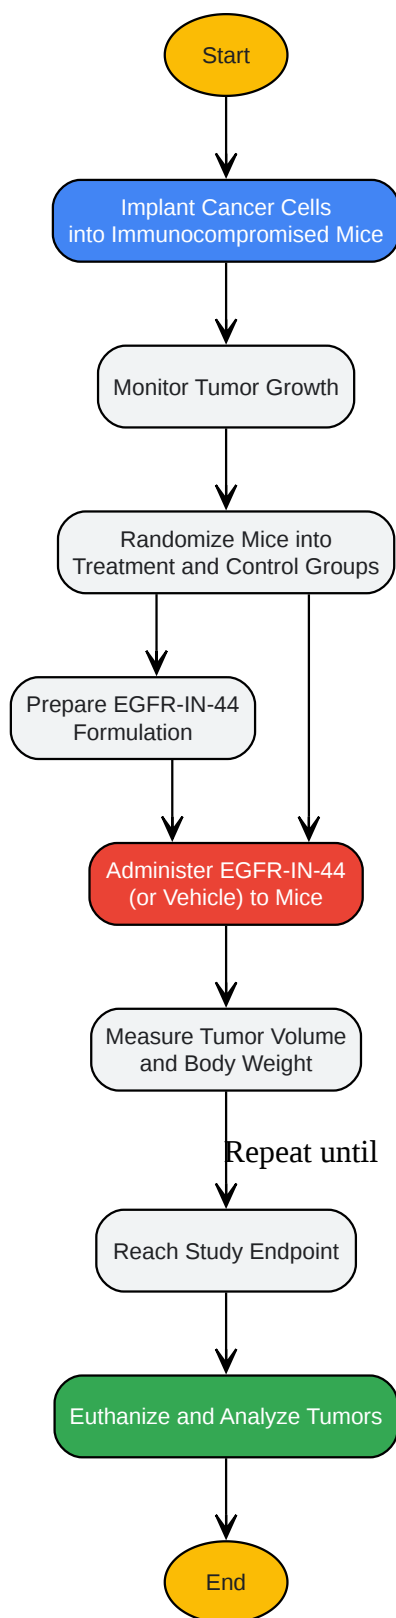 Start
Implant Cancer Cells
into Immunocompromised Mice
Monitor Tumor Growth
Randomize Mice into
Treatment and Control Groups
Prepare EGFR-IN-44
Formulation
Administer EGFR-IN-44
(or Vehicle) to Mice
Measure Tumor Volume
and Body Weight
Repeat until
Reach Study Endpoint
Euthanize and Analyze Tumors
End